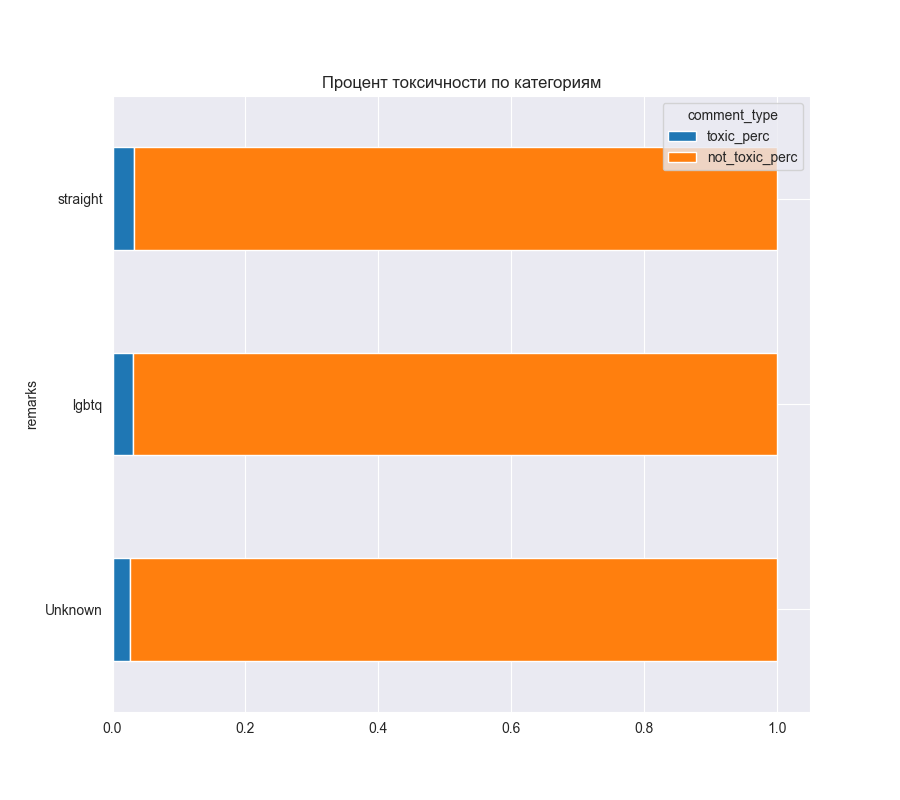 Процент токсичности по категориям
comment_type
toxic_perc
not_toxic_perc
straight
lgbtq
Unknown
remarks
0.0 0.2 0.4 0.6 0.8 1.0